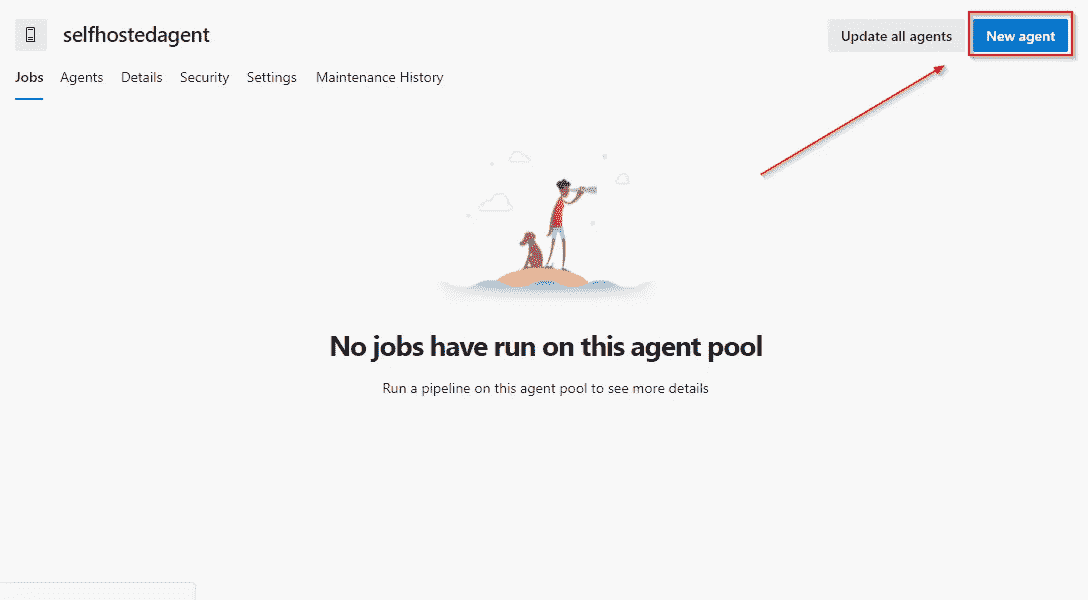 selfhostedagent
Update all agents
New agent
Jobs
Agents
Details
Security
Settings
Maintenance History
No jobs have run on this agent pool
Run a pipeline on this agent pool to see more details